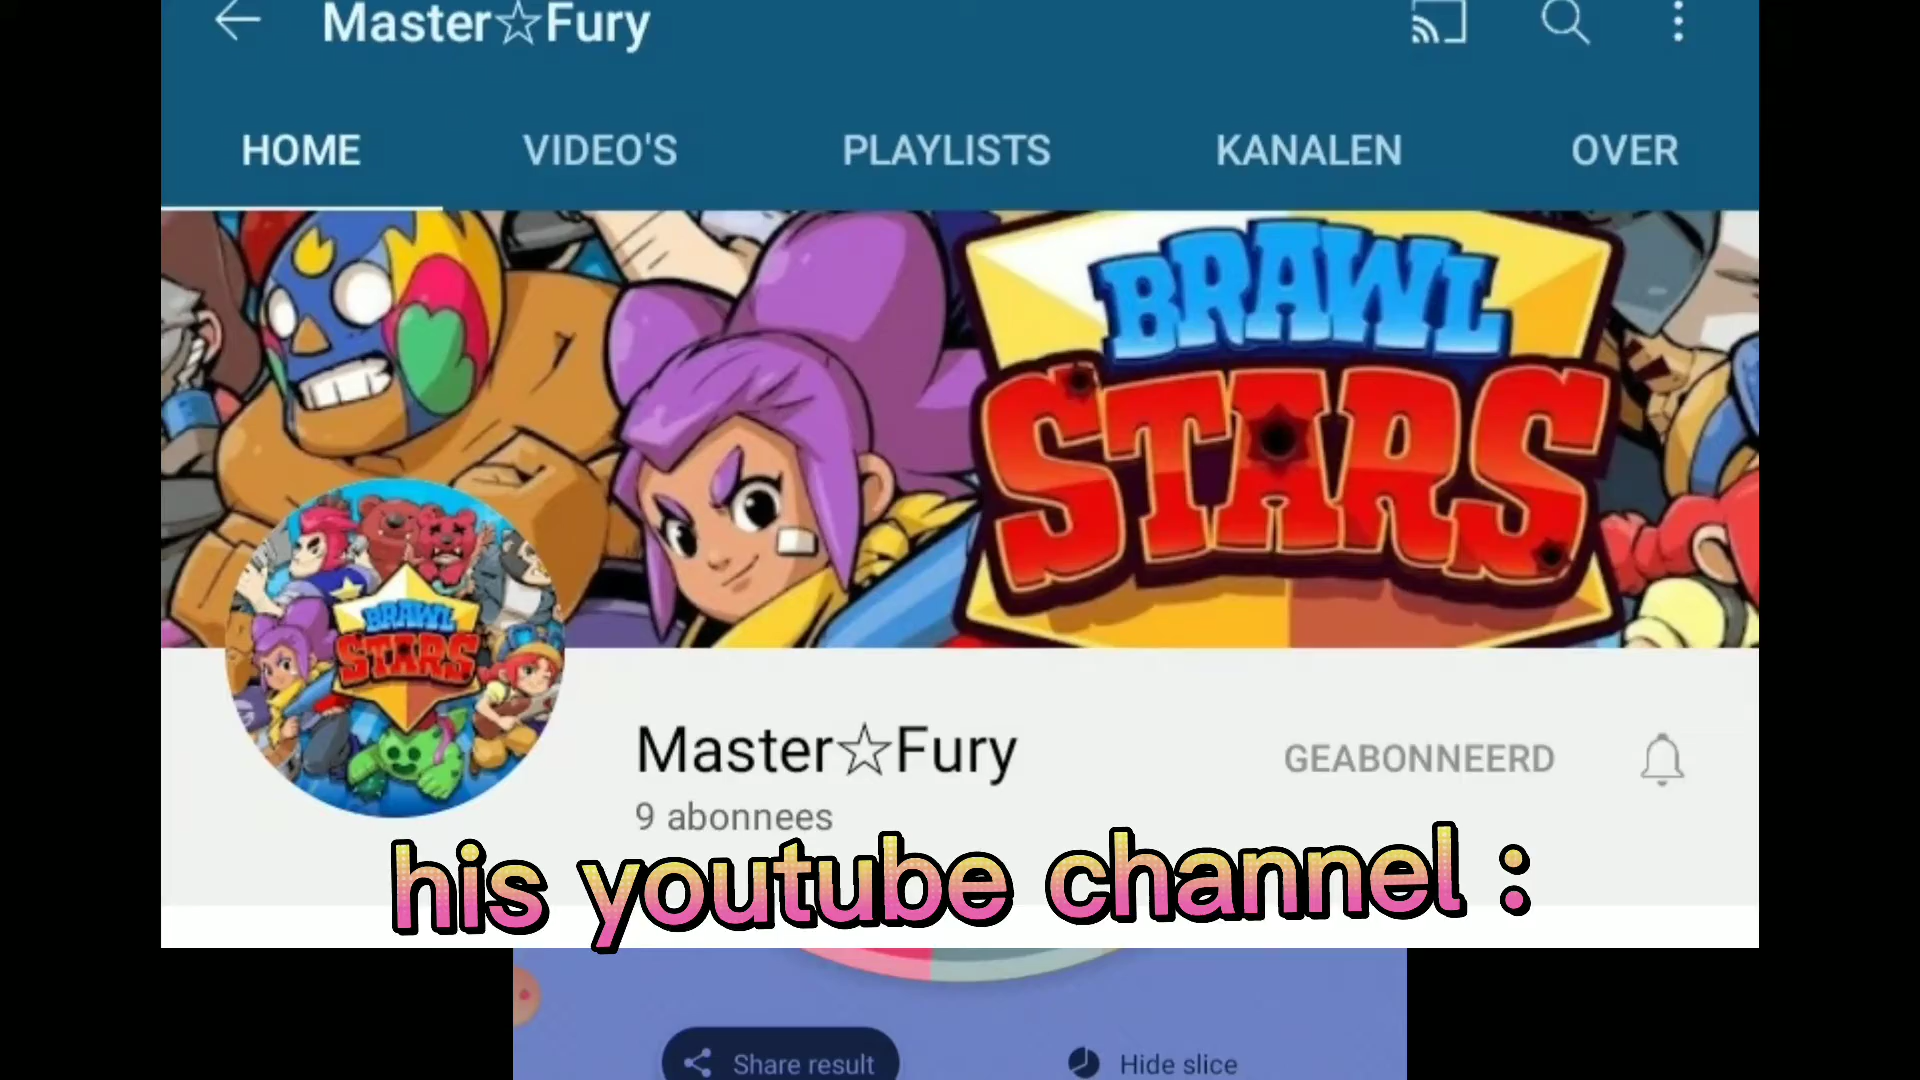 Master☆Fury
HOME VIDEO'S PLAYLISTS KANALEN OVER
BRAWL
STARS
BRAWL
STARS
Master☆Fury
GEABONNEERD
9 abonnees
his youtube channel :
Share result Hide slice